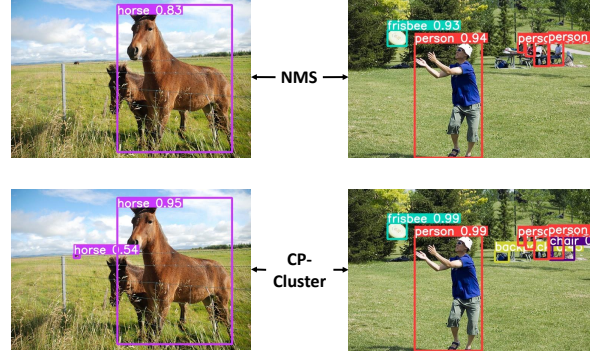 horse 0.83
frisbee 0.93
person 0.94
person
NMS
horse 0.95
horse 0.54
frisbee 0.99
person 0.99
person
chair
CP-
Cluster